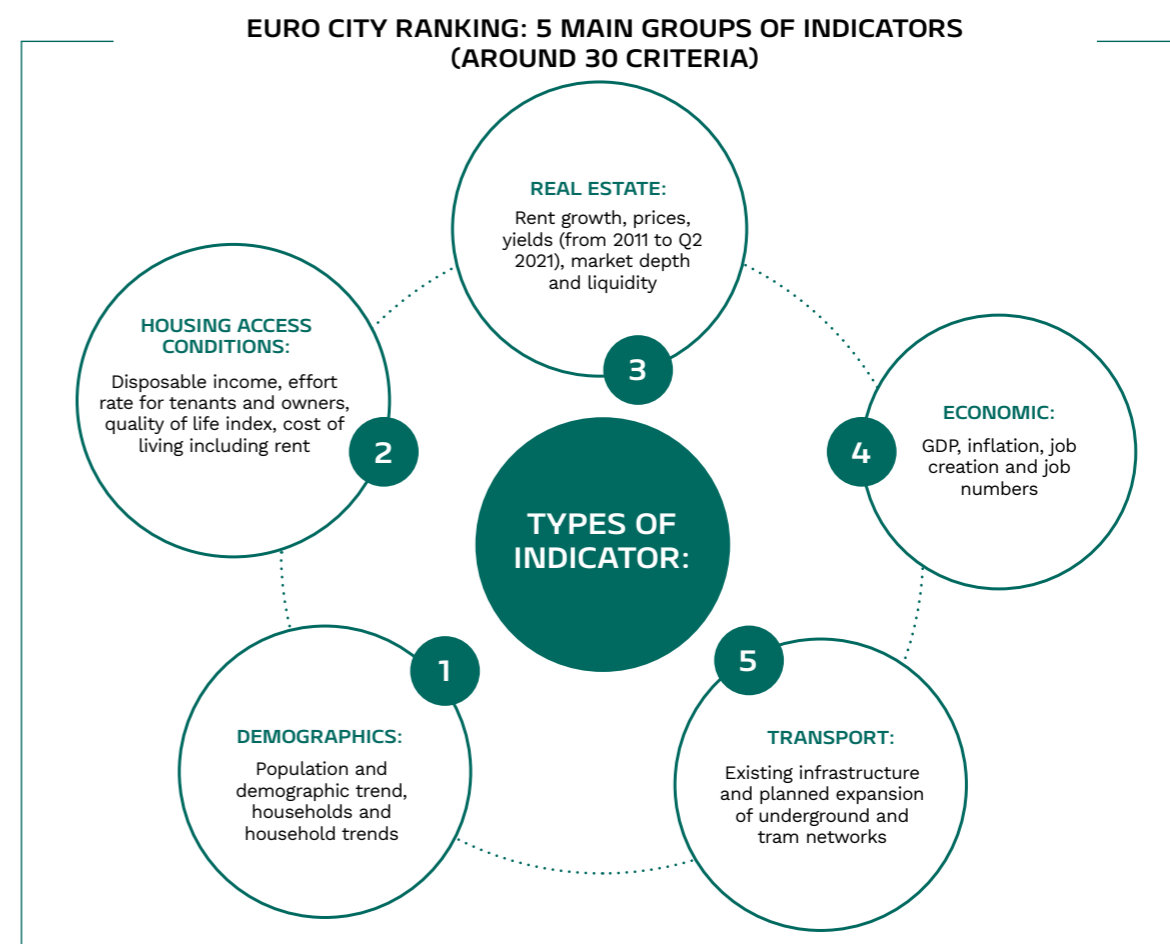 EURO CITY RANKING: 5 MAIN GROUPS OF INDICATORS
(AROUND 30 CRITERIA)
REAL ESTATE:
Rent growth, prices,
yields (from 2011 to Q2
2021), market depth
and liquidity
3
HOUSING ACCESS
CONDITIONS:
Disposable income, effort
rate for tenants and owners,
quality of life index, cost of
living including rent
2
ECONOMIC:
GDP, inflation, job
creation and job
numbers
4
TYPES OF
INDICATOR:
1
DEMOGRAPHICS:
Population and
demographic trend,
households and
household trends
5
TRANSPORT:
Existing infrastructure
and planned expansion
of underground and
tram networks